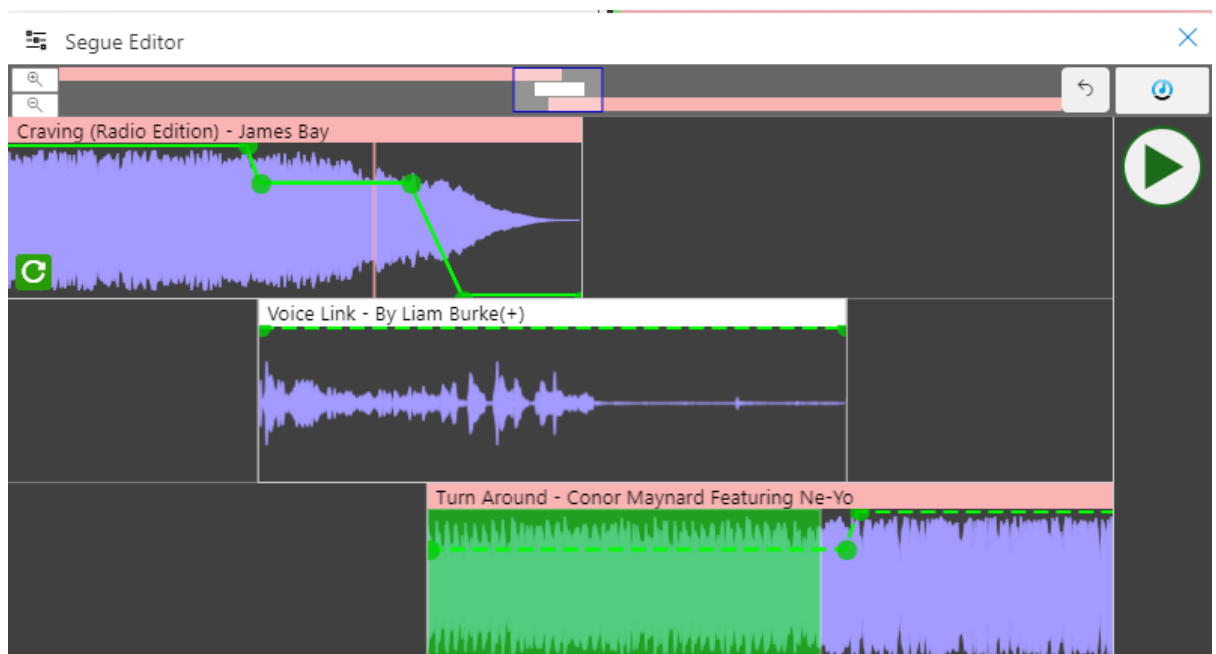 Segue Editor
Craving (Radio Edition) - James Bay
Voice Link - By Liam Burke(+)
Turn Around - Conor Maynard Featuring Ne-Yo